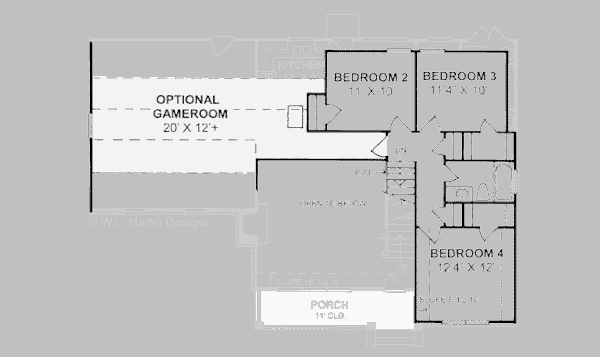 KITCHEN
BEDROOM 2
11' X 10'
BEDROOM 3
11'4" X 10'
OPTIONAL
GAMEROOM
20' X 12'+
DN
OPEN TO BELOW
© W.L. Martin Designs
BEDROOM 4
12'4" X 12'
PORCH
11' CLG.